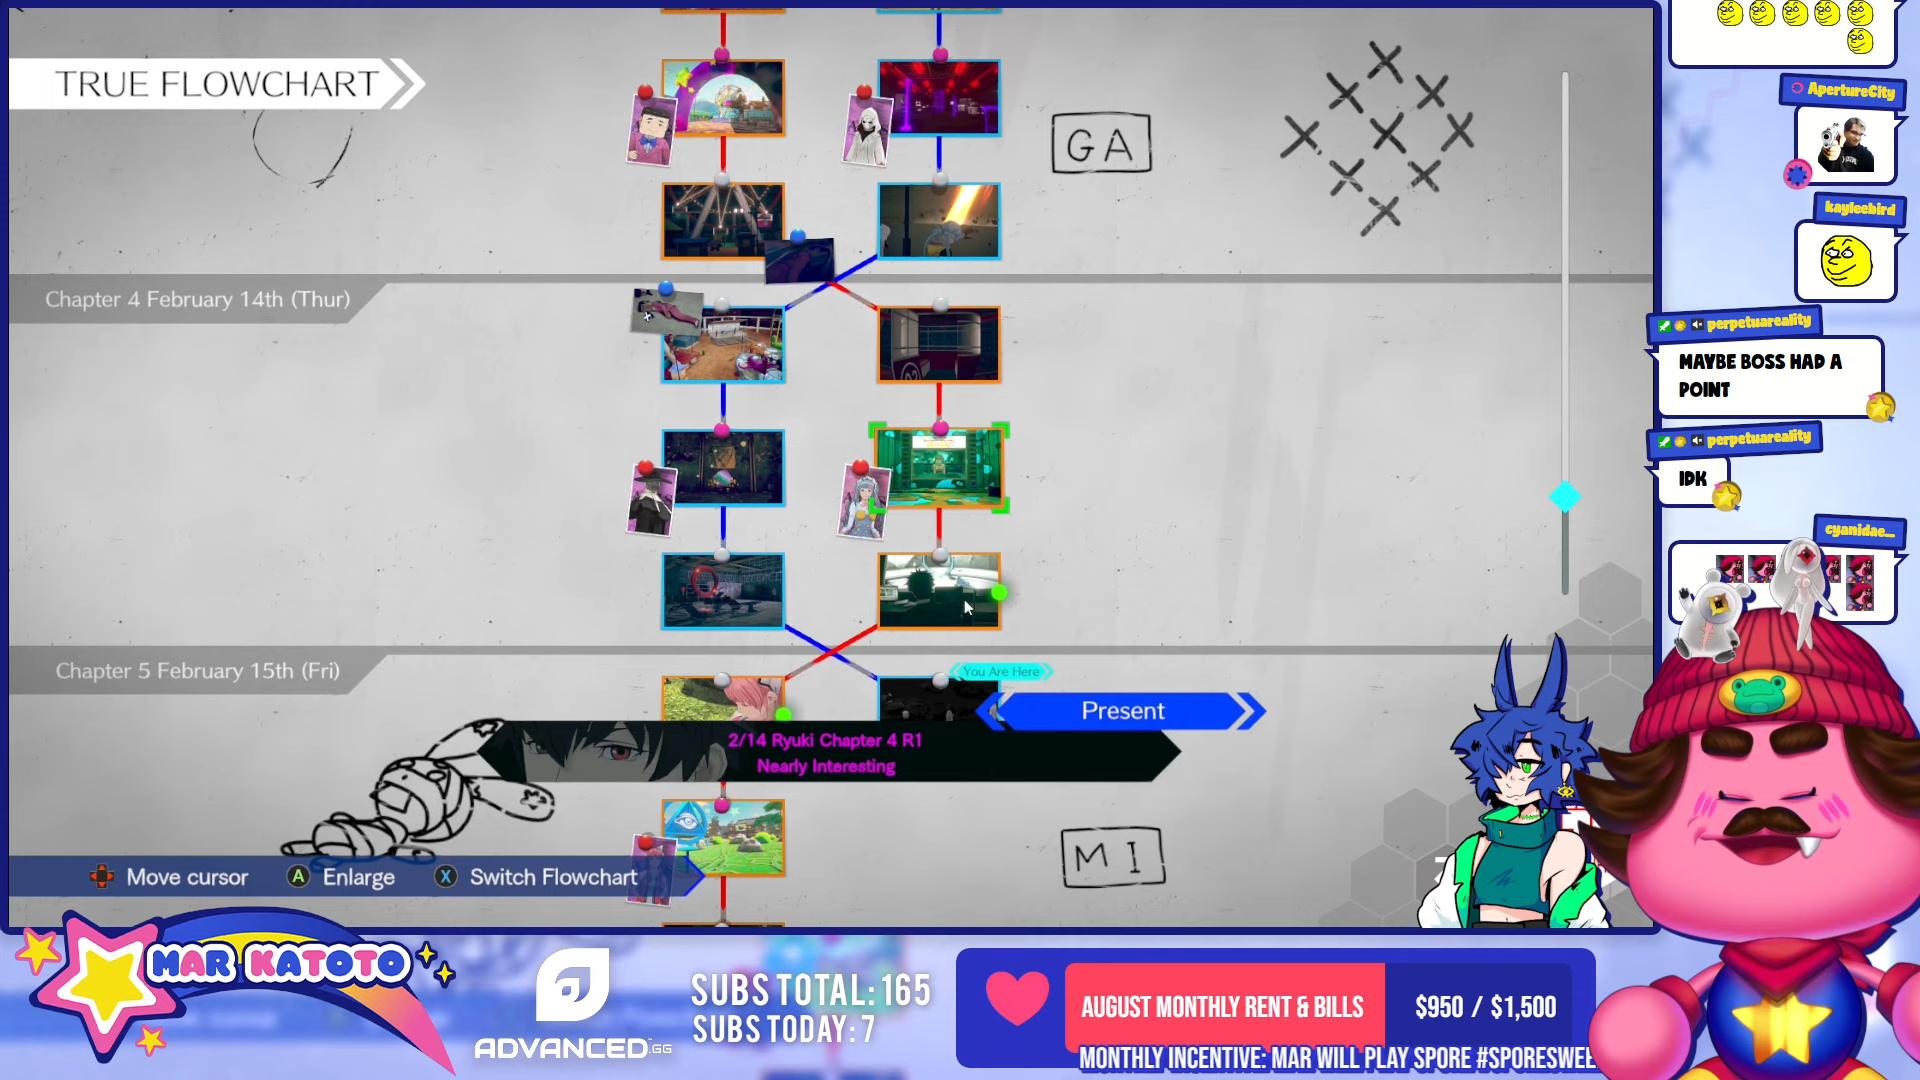 TRUE FLOWCHART
GA
Chapter 4 February 14th (Thur)
Chapter 5 February 15th (Fri)
You Are Here
Present
2/14 Ryuki Chapter 4 R1
Nearly Interesting
MI
Move cursor
A Enlarge
X Switch Flowchart
ApertureCity
kayleebird
perpetuareality
MAYBE BOSS HAD A
POINT
perpetuareality
IDK
cyanidae...
MAR KATOTO
ADVANCED.GG
SUBS TOTAL: 165
SUBS TODAY: 7
AUGUST MONTHLY RENT & BILLS
$950 / $1,500
MONTHLY INCENTIVE: MAR WILL PLAY SPORE #SPORESWEE